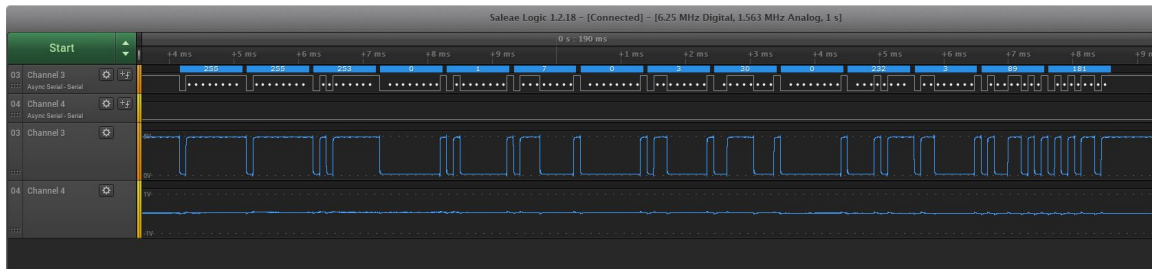 Saleae Logic 1.2.18 - [Connected] - [6.25 MHz Digital, 1.563 MHz Analog, 1 s]
Start
0 s : 190 ms
+4 ms +5 ms +6 ms +7 ms +8 ms +9 ms +1 ms +2 ms +3 ms +4 ms +5 ms +6 ms +7 ms +8 ms +9 m
03 Channel 3
Async Serial - Serial
255 255 253 0 1 7 0 3 30 0 232 3 89 181
04 Channel 4
Async Serial - Serial
03 Channel 3
0V
04 Channel 4
1V
-1V